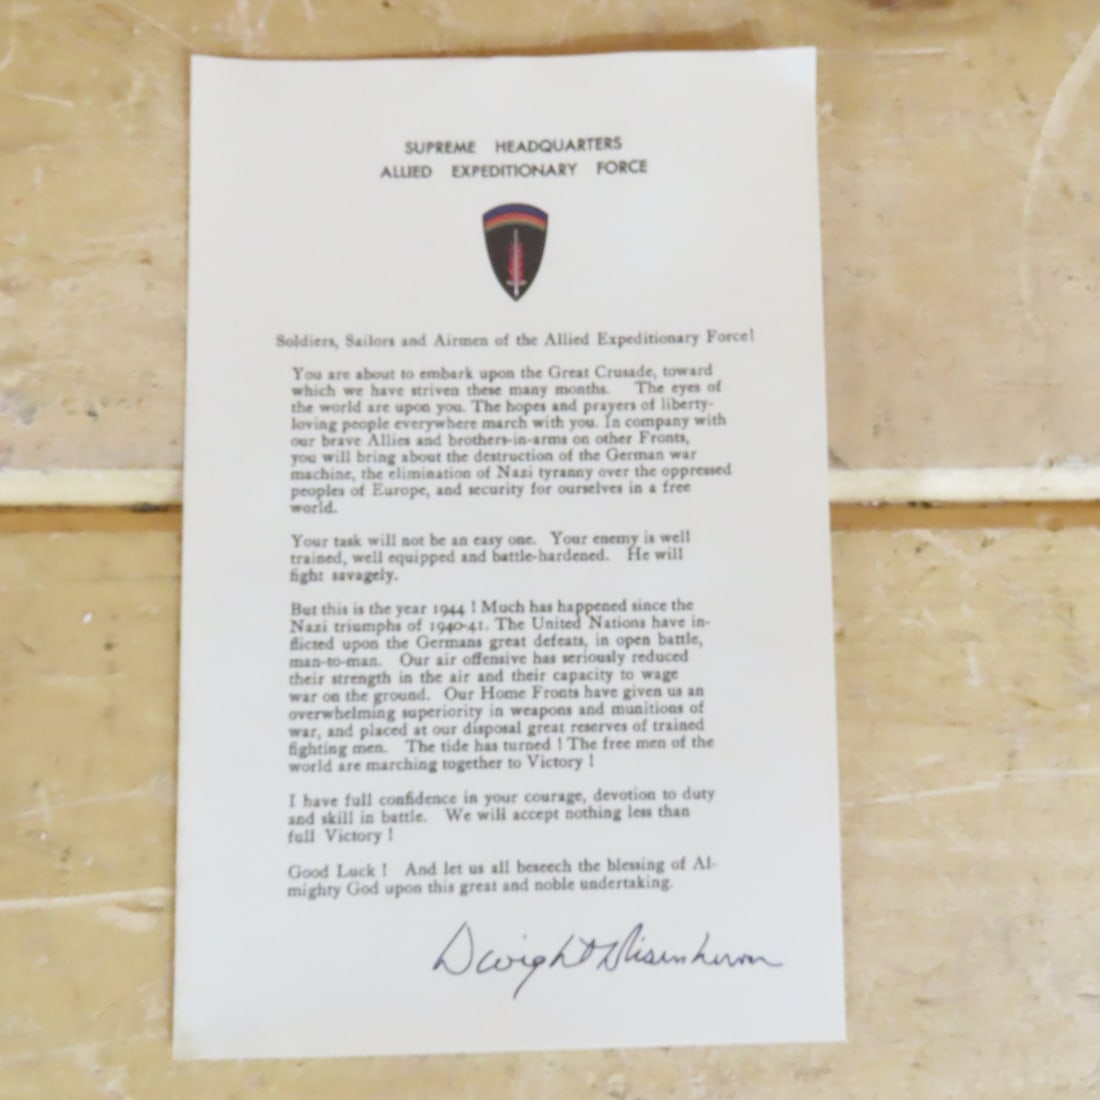 SUPREME HEADQUARTERS
ALLIED EXPEDITIONARY FORCE
Soldiers, Sailors and Airmen of the Allied Expeditionary Force!
You are about to embark upon the Great Crusade, toward
which we have striven these many months. The eyes of
the world are upon you. The hopes and prayers of liberty-
loving people everywhere march with you. In company with
our brave Allies and brothers-in-arms on other Fronts,
you will bring about the destruction of the German war
machine, the elimination of Nazi tyranny over the oppressed
peoples of Europe, and security for ourselves in a free
world.
Your task will not be an easy one. Your enemy is well
trained, well equipped and battle-hardened. He will
fight savagely.
But this is the year 1944 ! Much has happened since the
Nazi triumphs of 1940-41. The United Nations have in-
flicted upon the Germans great defeats, in open battle,
man-to-man. Our air offensive has seriously reduced
their strength in the air and their capacity to wage
war on the ground. Our Home Fronts have given us an
overwhelming superiority in weapons and munitions of
war, and placed at our disposal great reserves of trained
fighting men. The tide has turned ! The free men of the
world are marching together to Victory !
I have full confidence in your courage, devotion to duty
and skill in battle. We will accept nothing less than
full Victory !
Good Luck ! And let us all beseech the blessing of Al-
mighty God upon this great and noble undertaking.
Dwight D Eisenhower